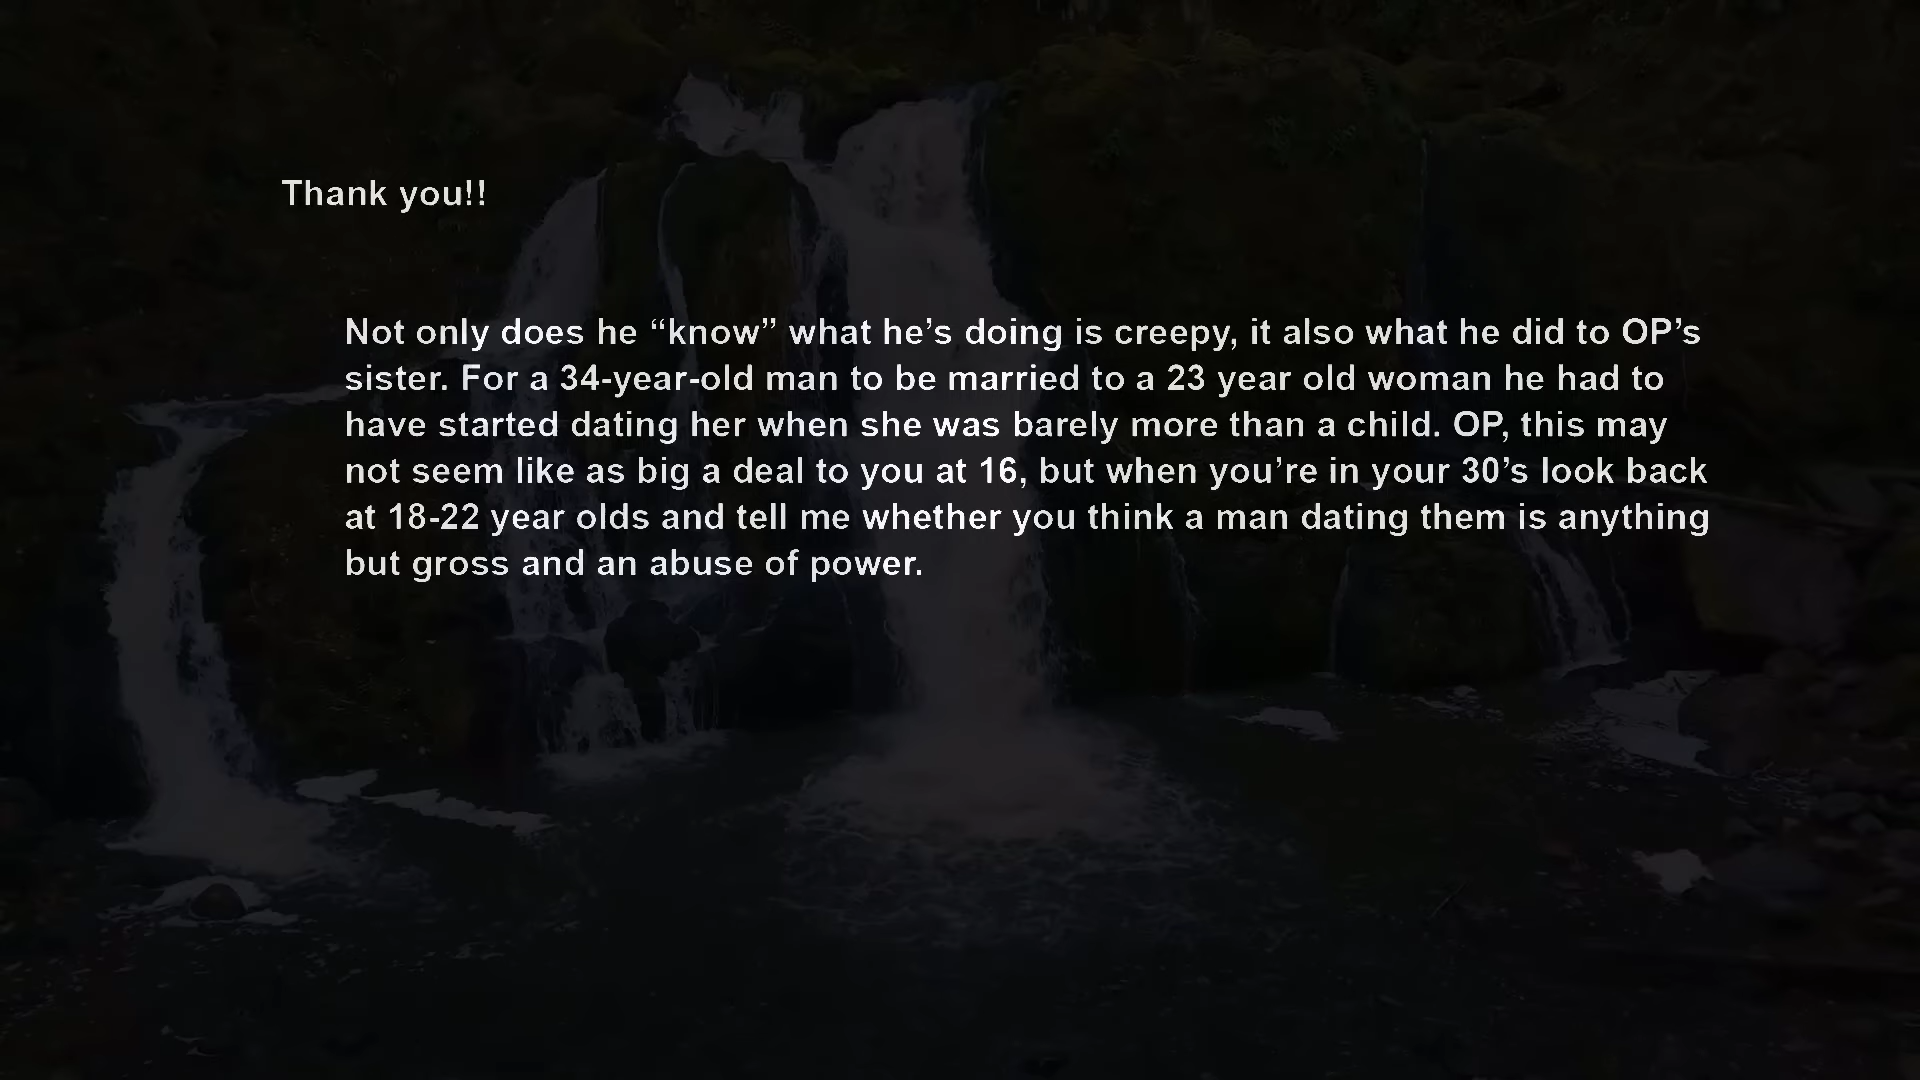 Thank you!!
Not only does he “know” what he’s doing is creepy, it also what he did to OP’s
sister. For a 34-year-old man to be married to a 23 year old woman he had to
have started dating her when she was barely more than a child. OP, this may
not seem like as big a deal to you at 16, but when you’re in your 30’s look back
at 18-22 year olds and tell me whether you think a man dating them is anything
but gross and an abuse of power.